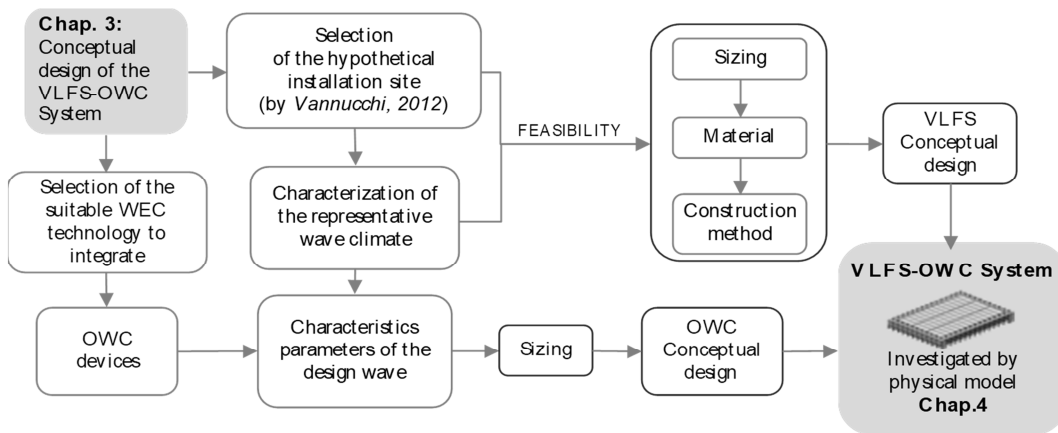 Chap. 3:
Conceptual
design of the
VLFS-OWC
System
Selection
of the hypothetical
installation site
(by Vannucchi, 2012)
FEASIBILITY
Sizing
Material
Construction
method
VLFS
Conceptual
design
Selection of the
suitable WEC
technology to
integrate
Characterization of
the representative
wave climate
OWC
devices
Characteristics
parameters of the
design wave
Sizing
OWC
Conceptual
design
VLFS-OWC System
Investigated by
physical model
Chap.4